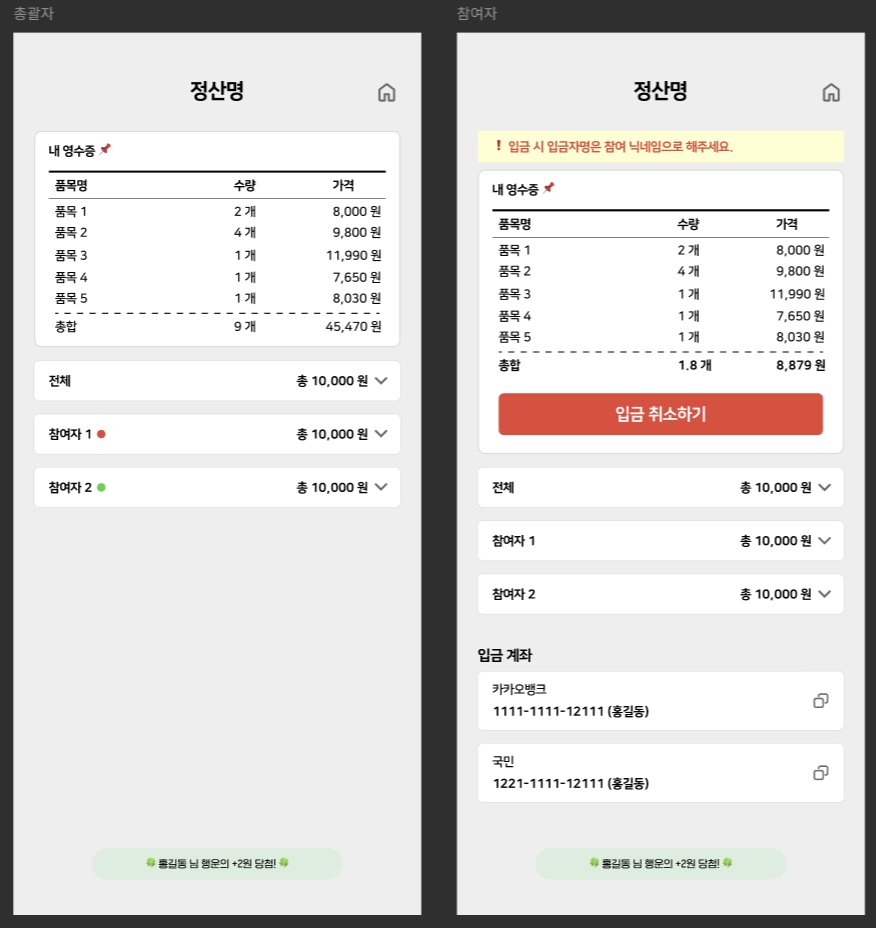 총괄자
정산명
내 영수증
품목명 수량 가격
품목 1 2 개 8,000 원
품목 2 4 개 9,800 원
품목 3 1 개 11,990 원
품목 4 1 개 7,650 원
품목 5 1 개 8,030 원
총합 9 개 45,470 원
전체 총 10,000 원
참여자 1 총 10,000 원
참여자 2 총 10,000 원
🍀 홍길동 님 행운의 +2원 당첨! 🍀
참여자
정산명
❗ 입금 시 입금자명은 참여 닉네임으로 해주세요.
내 영수증
품목명 수량 가격
품목 1 2 개 8,000 원
품목 2 4 개 9,800 원
품목 3 1 개 11,990 원
품목 4 1 개 7,650 원
품목 5 1 개 8,030 원
총합 1.8 개 8,879 원
입금 취소하기
전체 총 10,000 원
참여자 1 총 10,000 원
참여자 2 총 10,000 원
입금 계좌
카카오뱅크
1111-1111-12111 (홍길동)
국민
1221-1111-12111 (홍길동)
🍀 홍길동 님 행운의 +2원 당첨! 🍀